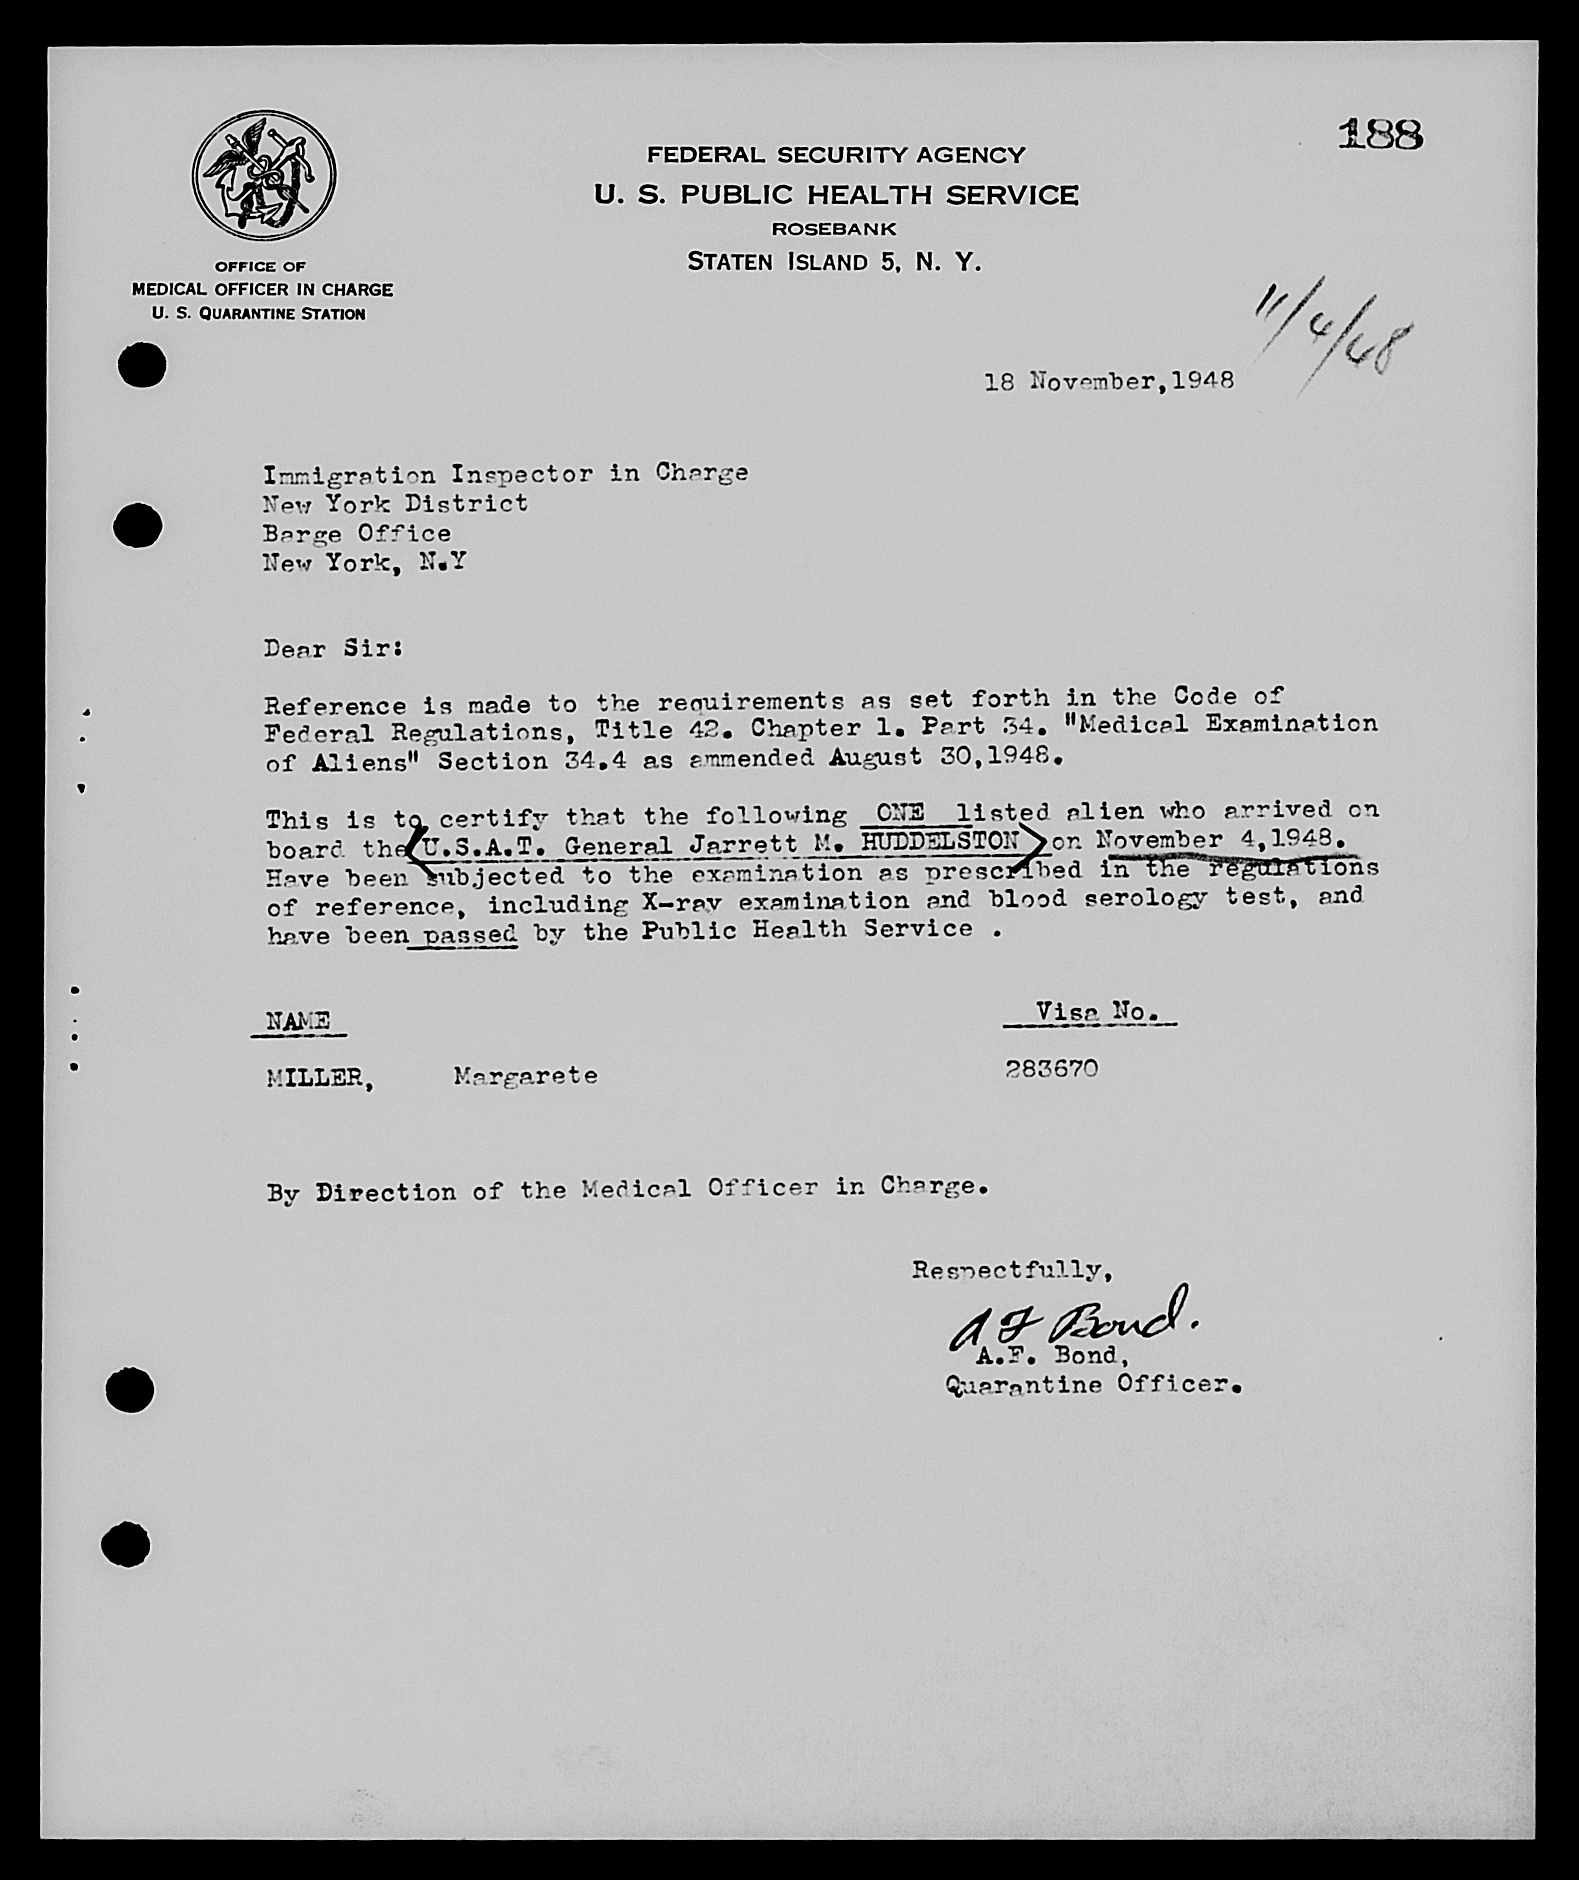 188
FEDERAL SECURITY AGENCY
U. S. PUBLIC HEALTH SERVICE
ROSEBANK
STATEN ISLAND 5, N. Y.
OFFICE OF
MEDICAL OFFICER IN CHARGE
U. S. QUARANTINE STATION
11/4/48
18 November,1948
Immigration Inspector in Charge
New York District
Barge Office
New York, N.Y
Dear Sir:
Reference is made to the requirements as set forth in the Code of
Federal Regulations, Title 42. Chapter 1. Part 34. "Medical Examination
of Aliens" Section 34.4 as ammended August 30,1948.
This is to certify that the following ONE listed alien who arrived on
board the U.S.A.T. General Jarrett M. HUDDELSTON on November 4,1948.
Have been subjected to the examination as prescribed in the regulations
of reference, including X-ray examination and blood serology test, and
have been passed by the Public Health Service .
NAME Visa No.
MILLER, Margarete 283670
By Direction of the Medical Officer in Charge.
Respectfully,
A F Bond.
A.F. Bond,
Quarantine Officer.